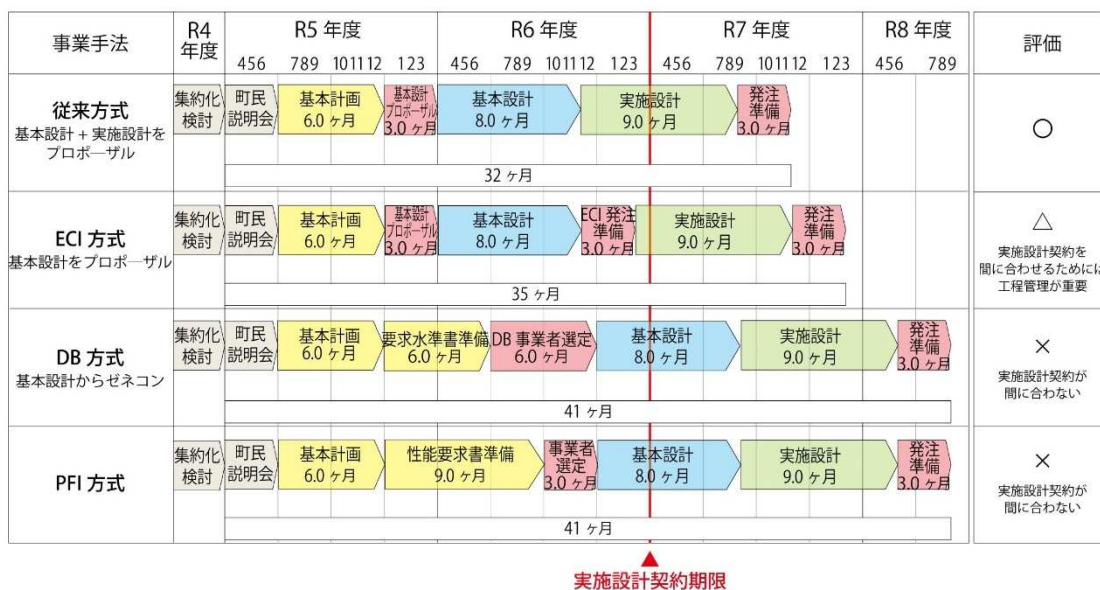 事業手法
R4
年度
R5 年度
R6 年度
R7 年度
R8 年度
評価
456 789 101112 123 456 789 101112 123 456 789 101112 123 456 789
従来方式
基本設計 + 実施設計を
プロポーザル
集約化
検討
町民
説明会
基本計画
6.0 ヶ月
基本設計
プロポーザル
3.0 ヶ月
基本設計
8.0 ヶ月
実施設計
9.0 ヶ月
発注
準備
3.0 ヶ月
32 ヶ月
○
ECI 方式
基本設計をプロポーザル
集約化
検討
町民
説明会
基本計画
6.0 ヶ月
基本設計
プロポーザル
3.0 ヶ月
基本設計
8.0 ヶ月
ECI 発注
準備
3.0 ヶ月
実施設計
9.0 ヶ月
発注
準備
3.0 ヶ月
35 ヶ月
△
実施設計契約を
間に合わせるためには
工程管理が重要
DB 方式
基本設計からゼネコン
集約化
検討
町民
説明会
基本計画
6.0 ヶ月
要求水準書準備
6.0 ヶ月
DB 事業者選定
6.0 ヶ月
基本設計
8.0 ヶ月
実施設計
9.0 ヶ月
発注
準備
3.0 ヶ月
41 ヶ月
×
実施設計契約が
間に合わない
PFI 方式
集約化
検討
町民
説明会
基本計画
6.0 ヶ月
性能要求書準備
9.0 ヶ月
事業者
選定
3.0 ヶ月
基本設計
8.0 ヶ月
実施設計
9.0 ヶ月
発注
準備
3.0 ヶ月
41 ヶ月
×
実施設計契約が
間に合わない
実施設計契約期限